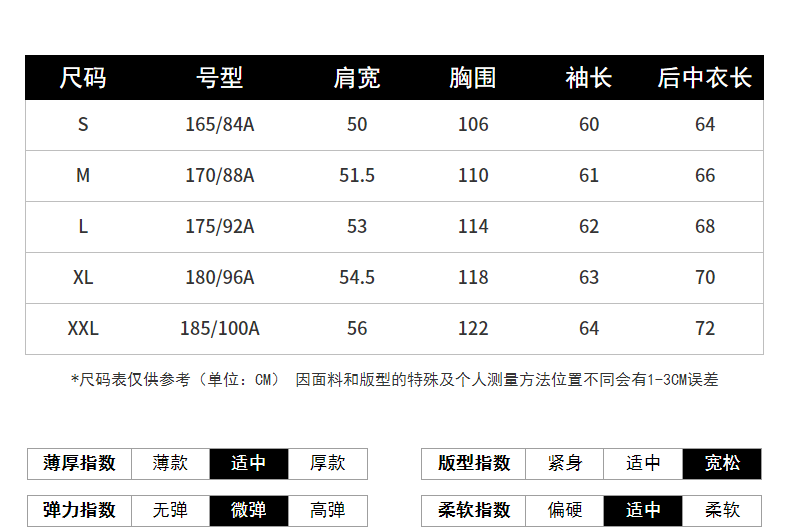 尺码 号型 肩宽 胸围 袖长 后中衣长
S 165/84A 50 106 60 64
M 170/88A 51.5 110 61 66
L 175/92A 53 114 62 68
XL 180/96A 54.5 118 63 70
XXL 185/100A 56 122 64 72
*尺码表仅供参考（单位：CM） 因面料和版型的特殊及个人测量方法位置不同会有1-3CM误差
薄厚指数 薄款 适中 厚款 版型指数 紧身 适中 宽松
弹力指数 无弹 微弹 高弹 柔软指数 偏硬 适中 柔软